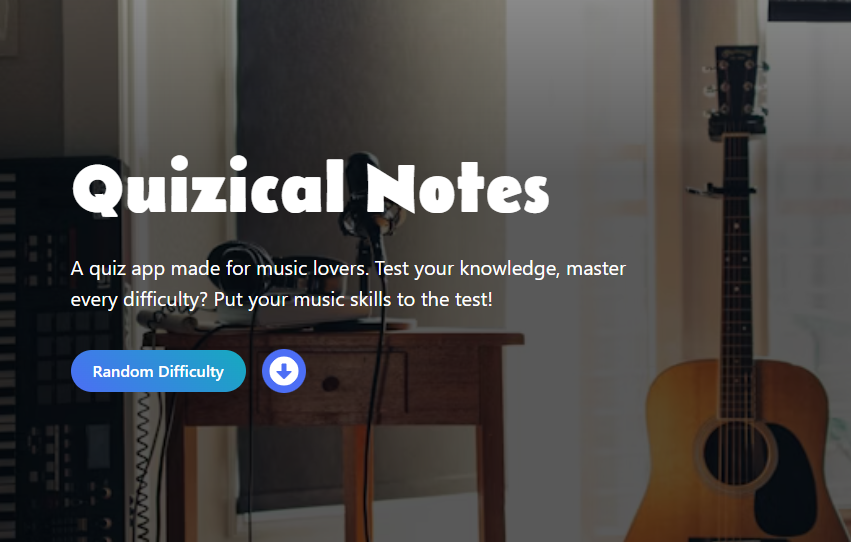 Quizical Notes
A quiz app made for music lovers. Test your knowledge, master
every difficulty? Put your music skills to the test!
Random Difficulty